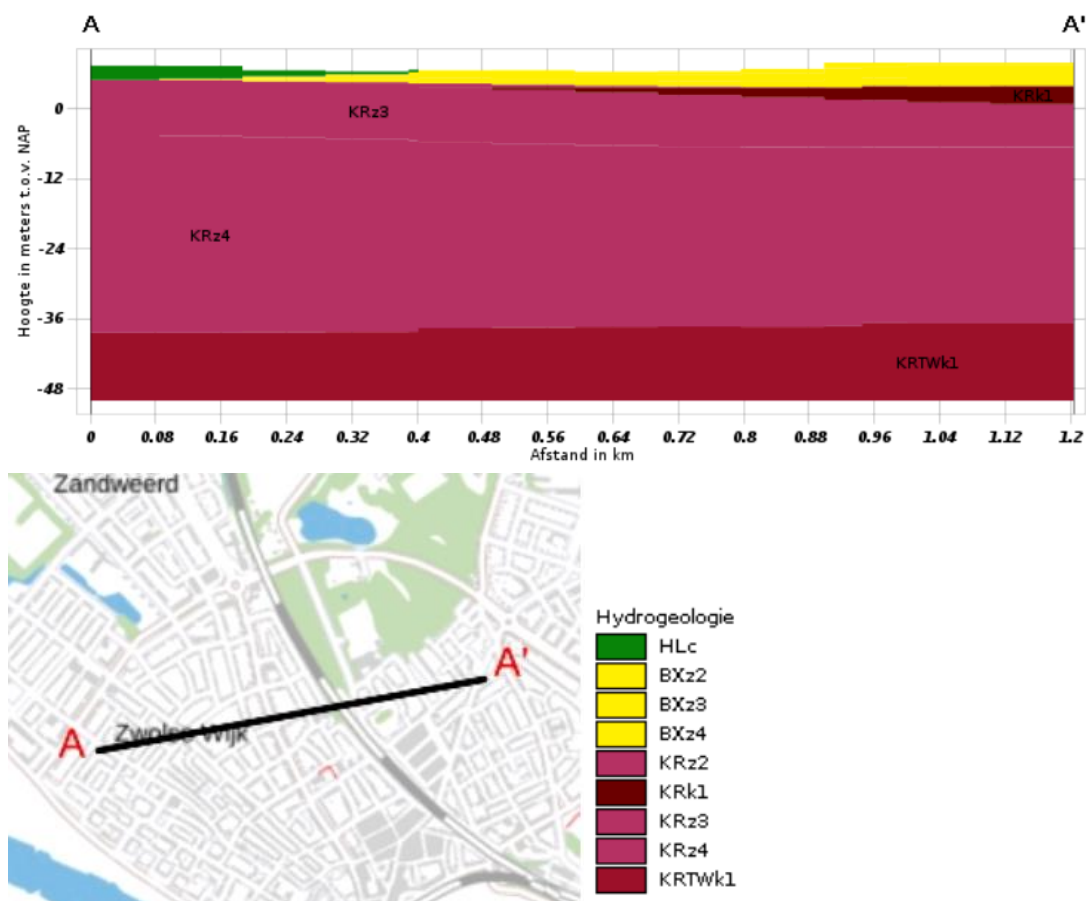 A
A'
Hoogte in meters t.o.v. NAP
0
-12
-24
-36
-48
KRz3
KRk1
KRz4
KRTWk1
0 0.08 0.16 0.24 0.32 0.4 0.48 0.56 0.64 0.72 0.8 0.88 0.96 1.04 1.12 1.2
Afstand in km
Zandweerd
A'
A
Zwolse Wijk
Hydrogeologie
HLc
BXz2
BXz3
BXz4
KRz2
KRk1
KRz3
KRz4
KRTWk1